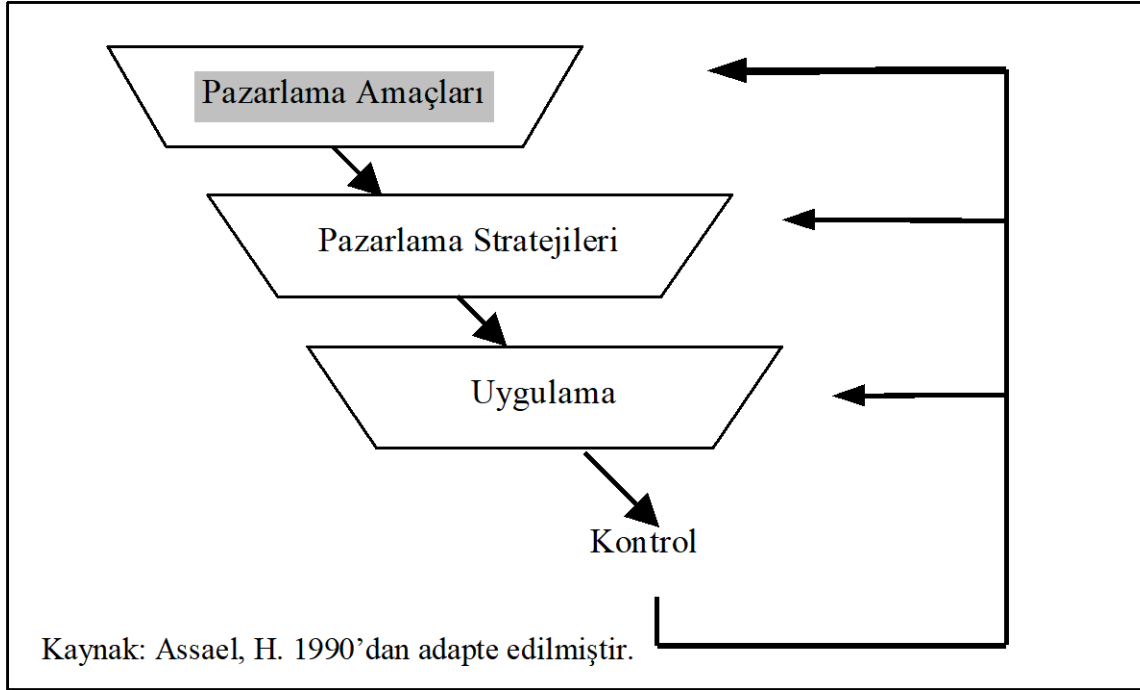 Pazarlama Amaçları
Pazarlama Stratejileri
Uygulama
Kontrol
Kaynak: Assael, H. 1990’dan adapte edilmiştir.